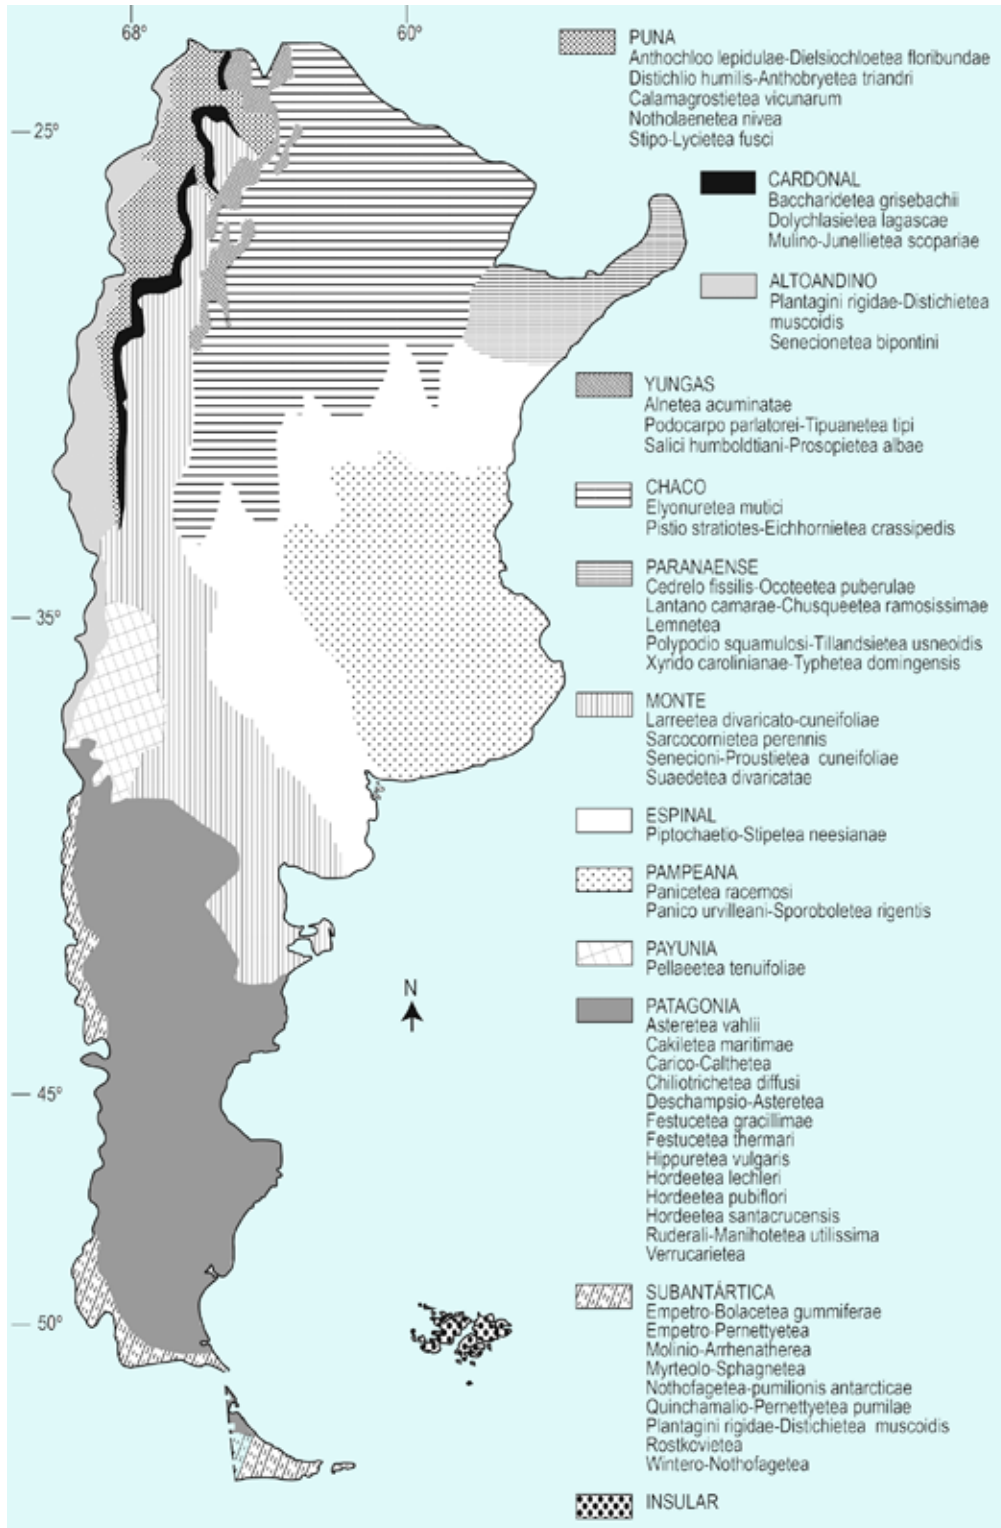 68º
60º
25º
35º
45º
50º
N
PUNA
Anthochloo lepidulae-Dielsiochloetea floribundae
Distichlio humilis-Anthobryetea triandri
Calamagrostietea vicunarum
Notholaenetea nivea
Stipo-Lycietea fusci
CARDONAL
Baccharidetea grisebachii
Dolychlasietea lagascae
Mulino-Junellietea scopariae
ALTOANDINO
Plantagini rigidae-Distichietea
muscoidis
Senecionetea bipontini
YUNGAS
Alnetea acuminatae
Podocarpo parlatorei-Tipuanetea tipi
Salici humboldtiani-Prosopietea albae
CHACO
Elyonuretea mutici
Pistio stratiotes-Eichhornietea crassipedis
PARANAENSE
Cedrelo fissilis-Ocoteetea puberulae
Lantano camarae-Chusqueetea ramosissimae
Lemnetea
Polypodio squamulosi-Tillandsietea usneoidis
Xyrido carolinianae-Typhetea domingensis
MONTE
Larreetea divaricato-cuneifoliae
Sarcocornietea perennis
Senecioni-Proustietea cuneifoliae
Suaedetea divaricatae
ESPINAL
Piptochaetio-Stipetea neesianae
PAMPEANA
Panicetea racemosi
Panico urvilleani-Sporoboletea rigentis
PAYUNIA
Pellaeetea tenuifoliae
PATAGONIA
Asteretea vahlii
Cakiletea maritimae
Carico-Calthetea
Chiliotrichetea diffusi
Deschampsio-Asteretea
Festucetea gracillimae
Festucetea thermari
Hippuretea vulgaris
Hordeetea lechleri
Hordeetea pubiflori
Hordeetea santacrucensis
Ruderali-Manihotetea utilissima
Verrucarietea
SUBANTÁRTICA
Empetro-Bolacetea gummiferae
Empetro-Pernettyetea
Molinio-Arrhenatherea
Myrteolo-Sphagnetea
Nothofagetea-pumilionis antarcticae
Quinchamalio-Pernettyetea pumilae
Plantagini rigidae-Distichietea muscoidis
Rostkovietea
Wintero-Nothofagetea
INSULAR